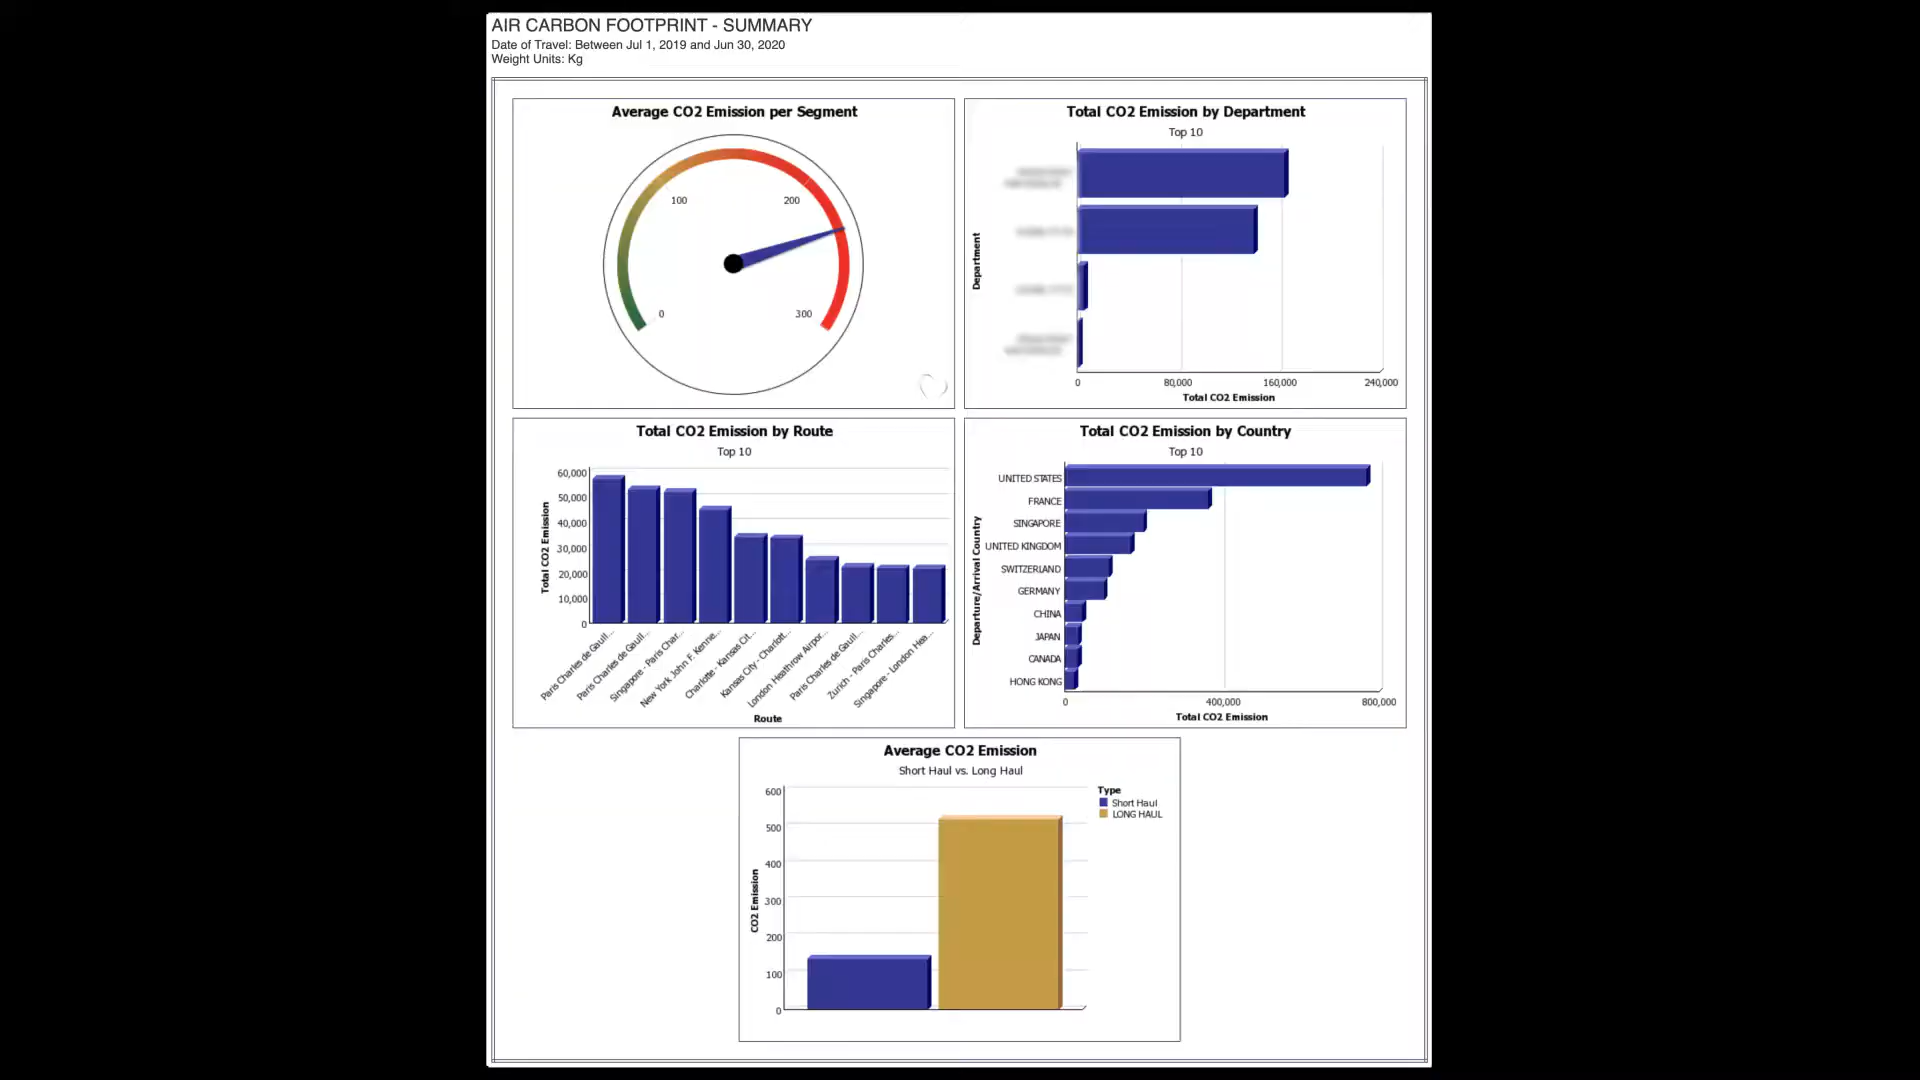 AIR CARBON FOOTPRINT - SUMMARY
Date of Travel: Between Jul 1, 2019 and Jun 30, 2020
Weight Units: Kg
Average CO2 Emission per Segment
100
200
0
300
Total CO2 Emission by Department
Top 10
Department
0
80,000
160,000
240,000
Total CO2 Emission
Total CO2 Emission by Route
Top 10
Total CO2 Emission
60,000
50,000
40,000
30,000
20,000
10,000
0
Paris Charles de Gaull...
Paris Charles de Gaull...
Singapore - Paris Char...
New York John F. Kenne...
Charlotte - Kansas Cit...
Kansas City - Charlott...
London Heathrow Airpor...
Paris Charles de Gaull...
Zurich - Paris Charles...
Singapore - London Hea...
Route
Total CO2 Emission by Country
Top 10
Departure/Arrival Country
UNITED STATES
FRANCE
SINGAPORE
UNITED KINGDOM
SWITZERLAND
GERMANY
CHINA
JAPAN
CANADA
HONG KONG
0
400,000
800,000
Total CO2 Emission
Average CO2 Emission
Short Haul vs. Long Haul
CO2 Emission
600
500
400
300
200
100
0
Type
Short Haul
LONG HAUL